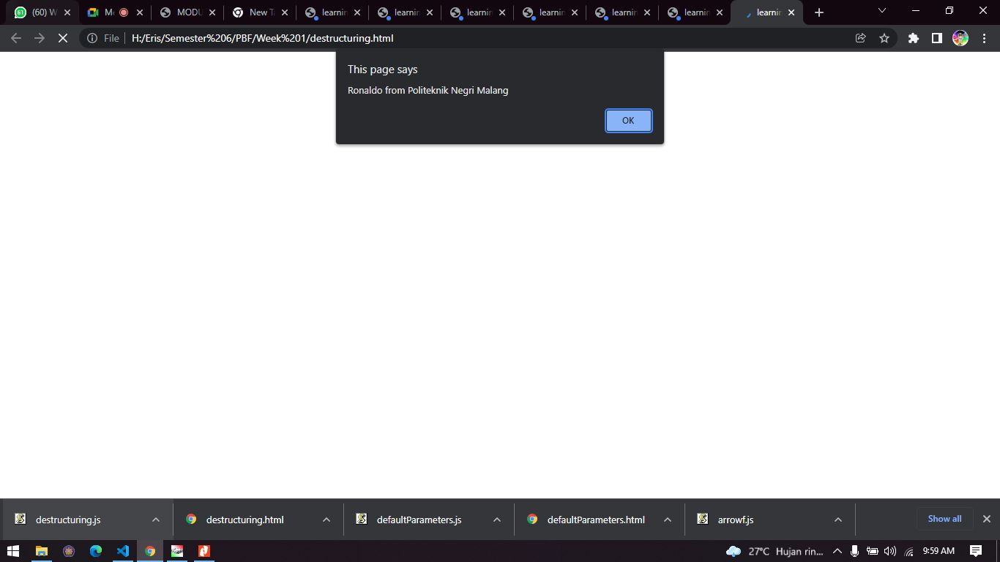 (60) W
Me
MODU
New Ta
learnin
learnin
learnin
learnin
learnin
learnin
learnin
File
H:/Eris/Semester%206/PBF/Week%201/destructuring.html
This page says
Ronaldo from Politeknik Negri Malang
OK
destructuring.js
destructuring.html
defaultParameters.js
defaultParameters.html
arrowf.js
Show all
27°C Hujan rin...
9:59 AM